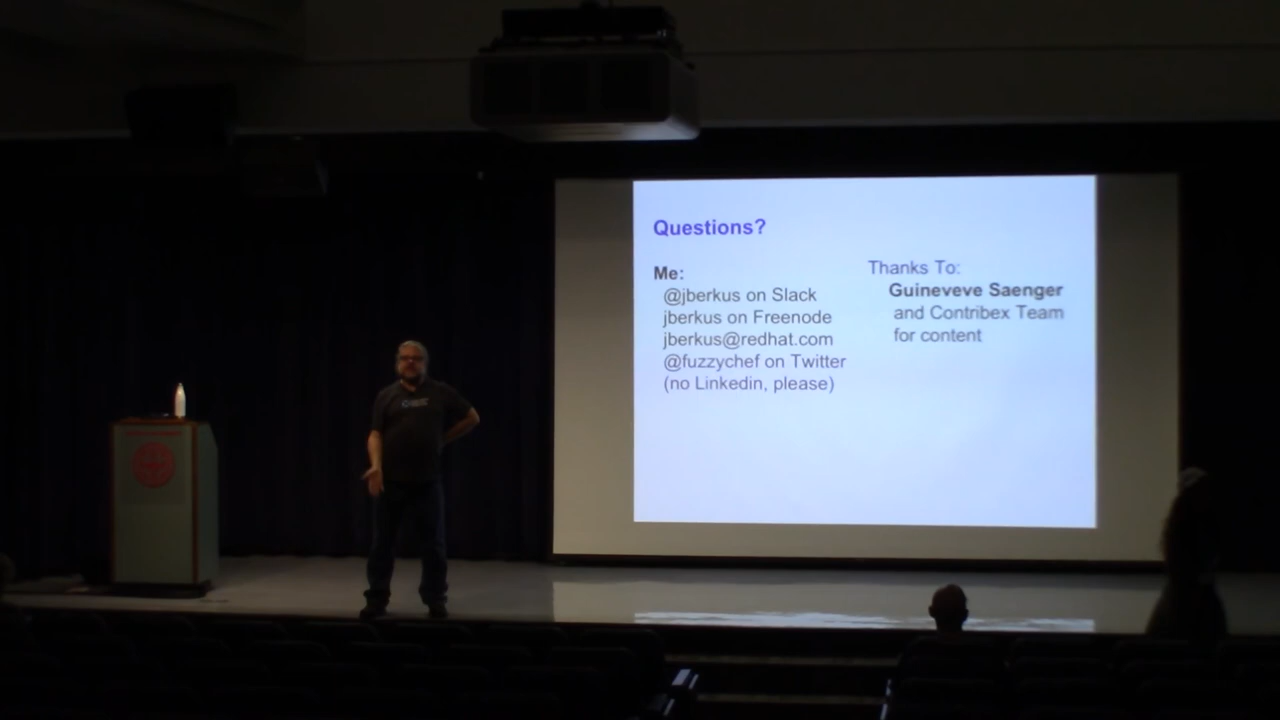 Questions?
Me:
@jberkus on Slack
jberkus on Freenode
jberkus@redhat.com
@fuzzychef on Twitter
(no Linkedin, please)
Thanks To:
Guineveve Saenger
and Contribex Team
for content